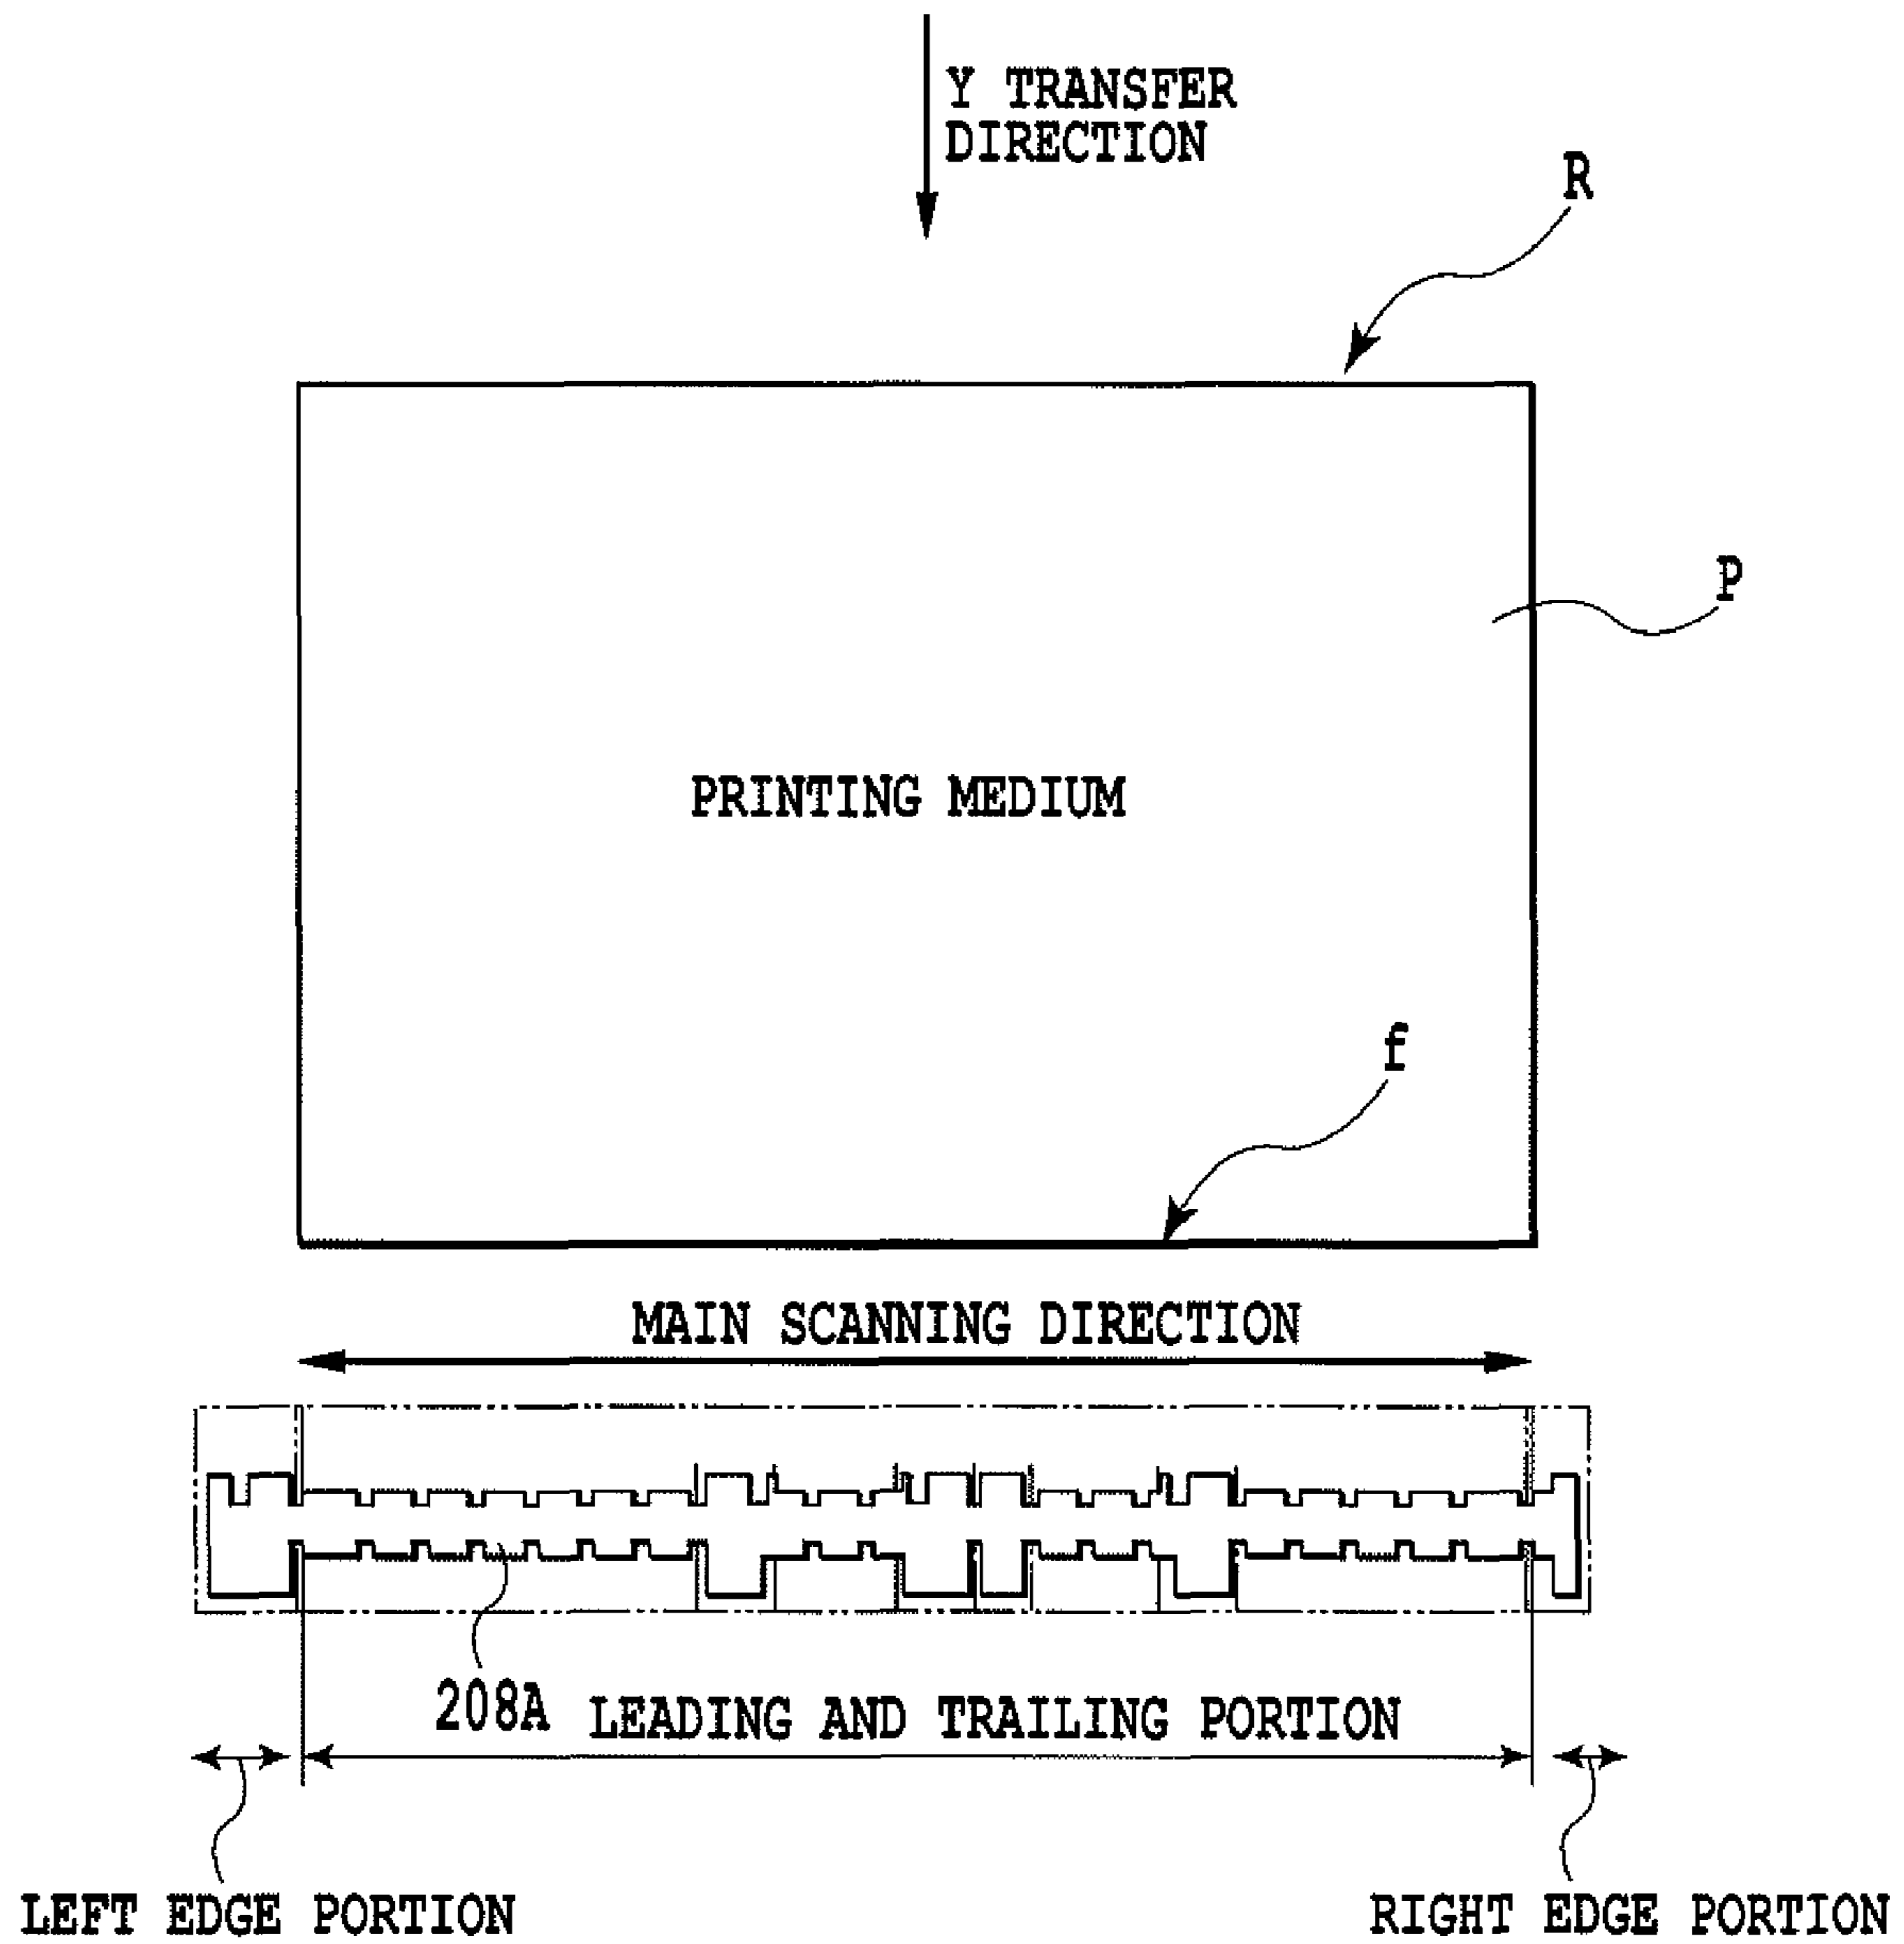 Y TRANSFER
DIRECTION
R
P
PRINTING MEDIUM
f
MAIN SCANNING DIRECTION
208A
LEADING AND TRAILING PORTION
LEFT EDGE PORTION
RIGHT EDGE PORTION